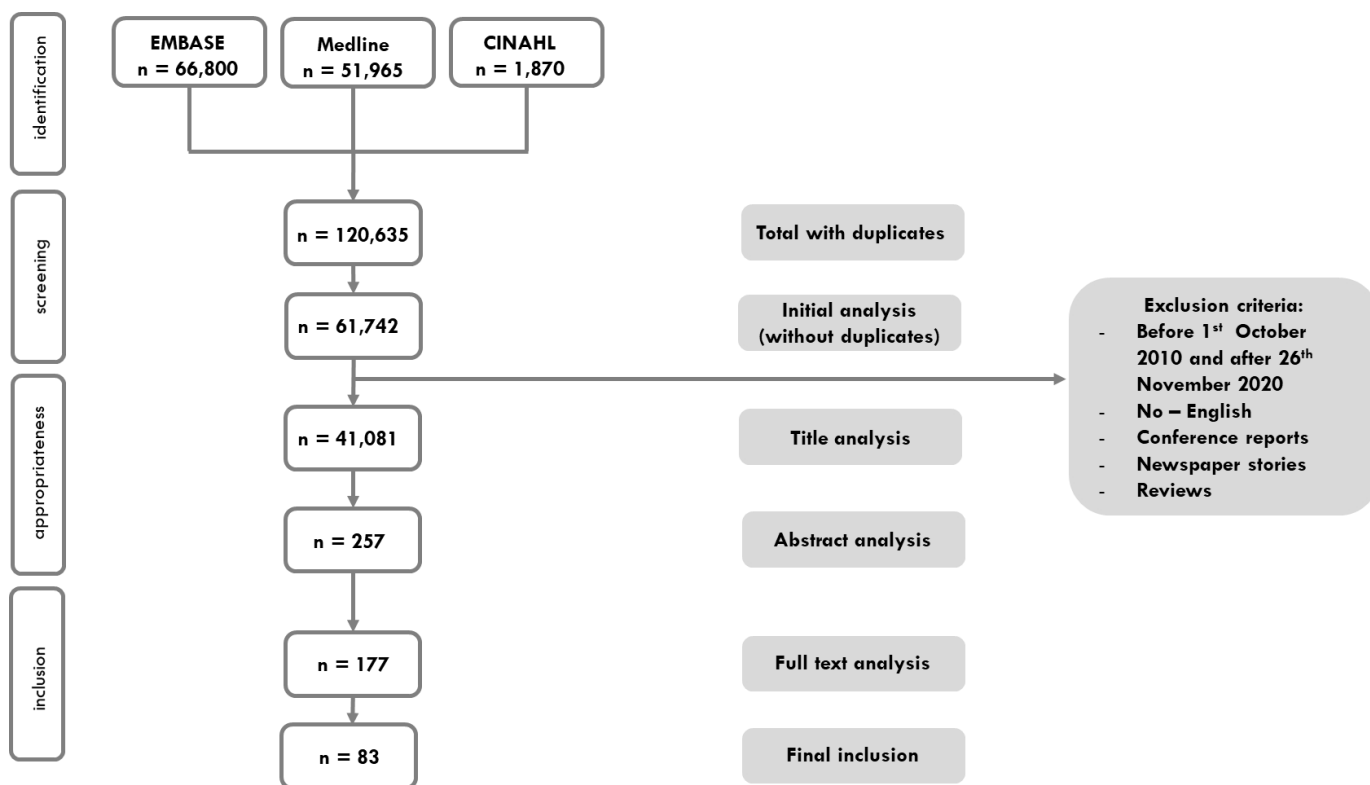 identification
EMBASE
n = 66,800
Medline
n = 51,965
CINAHL
n = 1,870
screening
n = 120,635
Total with duplicates
n = 61,742
Initial analysis
(without duplicates)
Exclusion criteria:
- Before 1st October
2010 and after 26th
November 2020
- No – English
- Conference reports
- Newspaper stories
- Reviews
appropriateness
n = 41,081
Title analysis
n = 257
Abstract analysis
inclusion
n = 177
Full text analysis
n = 83
Final inclusion